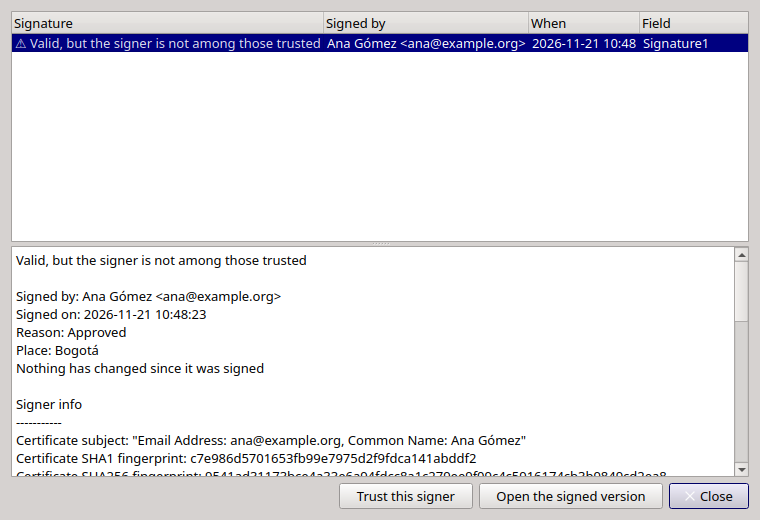 Signature Signed by When Field
⚠ Valid, but the signer is not among those trusted Ana Gómez <ana@example.org> 2026-11-21 10:48 Signature1
Valid, but the signer is not among those trusted
Signed by: Ana Gómez <ana@example.org>
Signed on: 2026-11-21 10:48:23
Reason: Approved
Place: Bogotá
Nothing has changed since it was signed
Signer info
-----------
Certificate subject: "Email Address: ana@example.org, Common Name: Ana Gómez"
Certificate SHA1 fingerprint: c7e986d5701653fb99e7975d2f9fdca141abddf2
Certificate SHA256 fingerprint:
Trust this signer Open the signed version Close